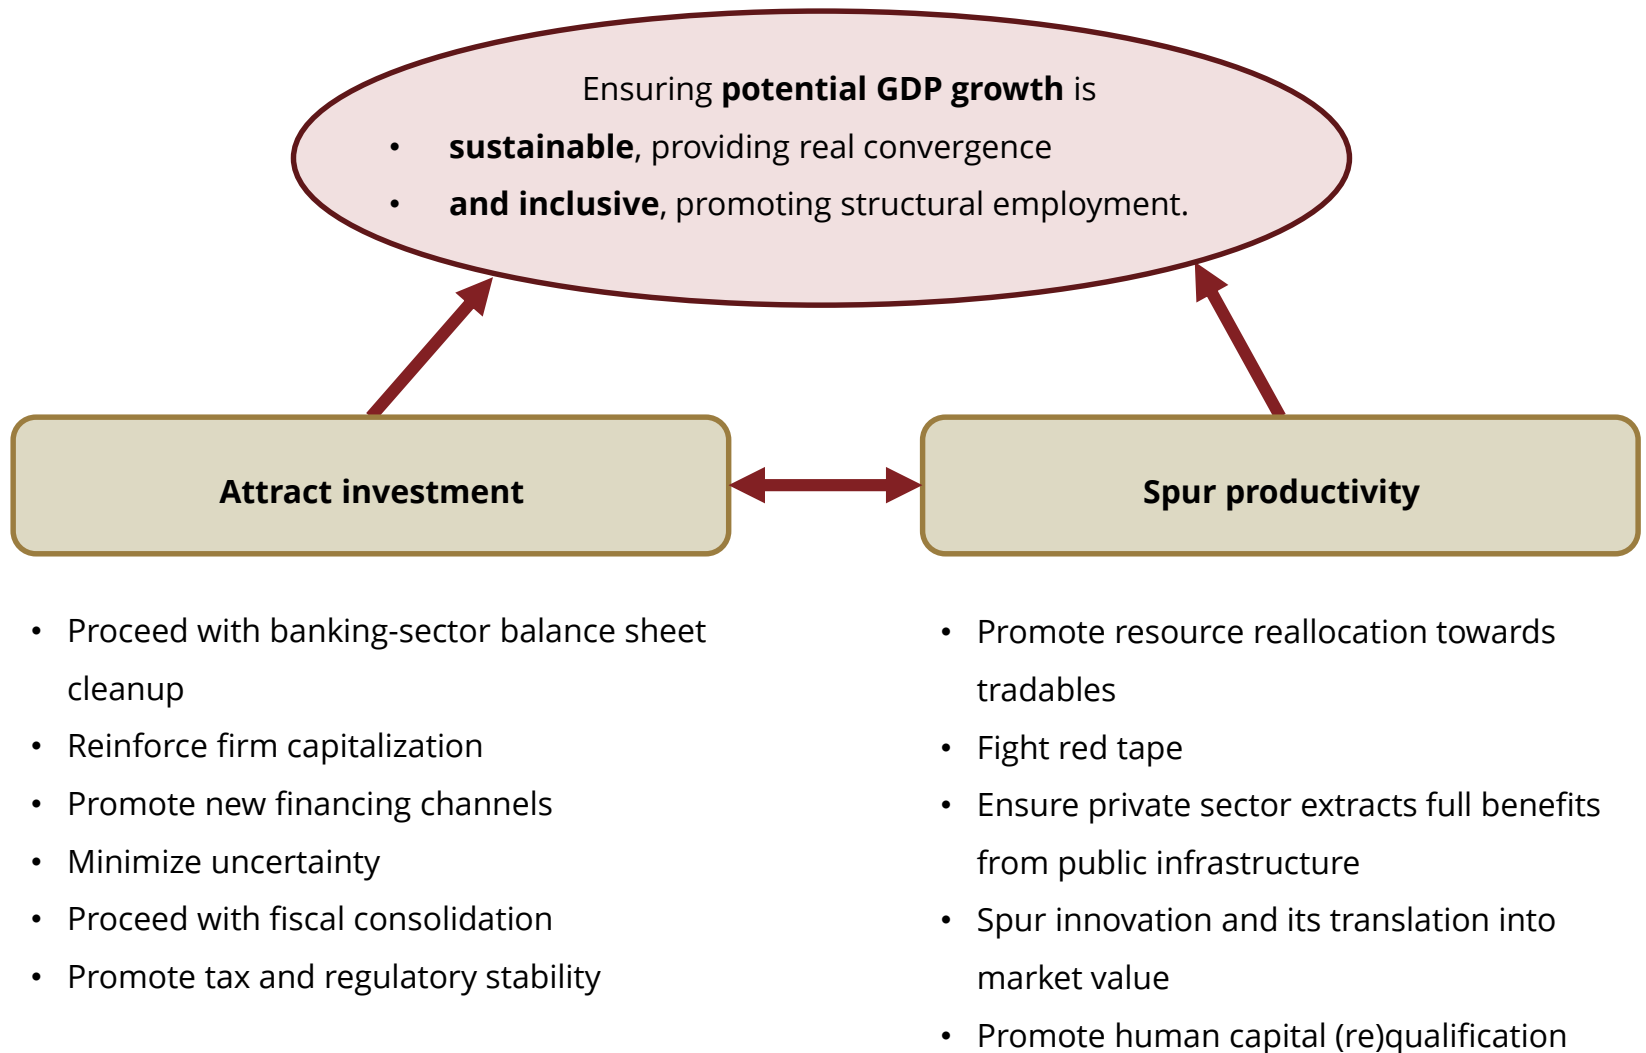 Ensuring potential GDP growth is
• sustainable, providing real convergence
• and inclusive, promoting structural employment.
Attract investment
Spur productivity
• Proceed with banking-sector balance sheet
cleanup
• Reinforce firm capitalization
• Promote new financing channels
• Minimize uncertainty
• Proceed with fiscal consolidation
• Promote tax and regulatory stability
• Promote resource reallocation towards
tradables
• Fight red tape
• Ensure private sector extracts full benefits
from public infrastructure
• Spur innovation and its translation into
market value
• Promote human capital (re)qualification